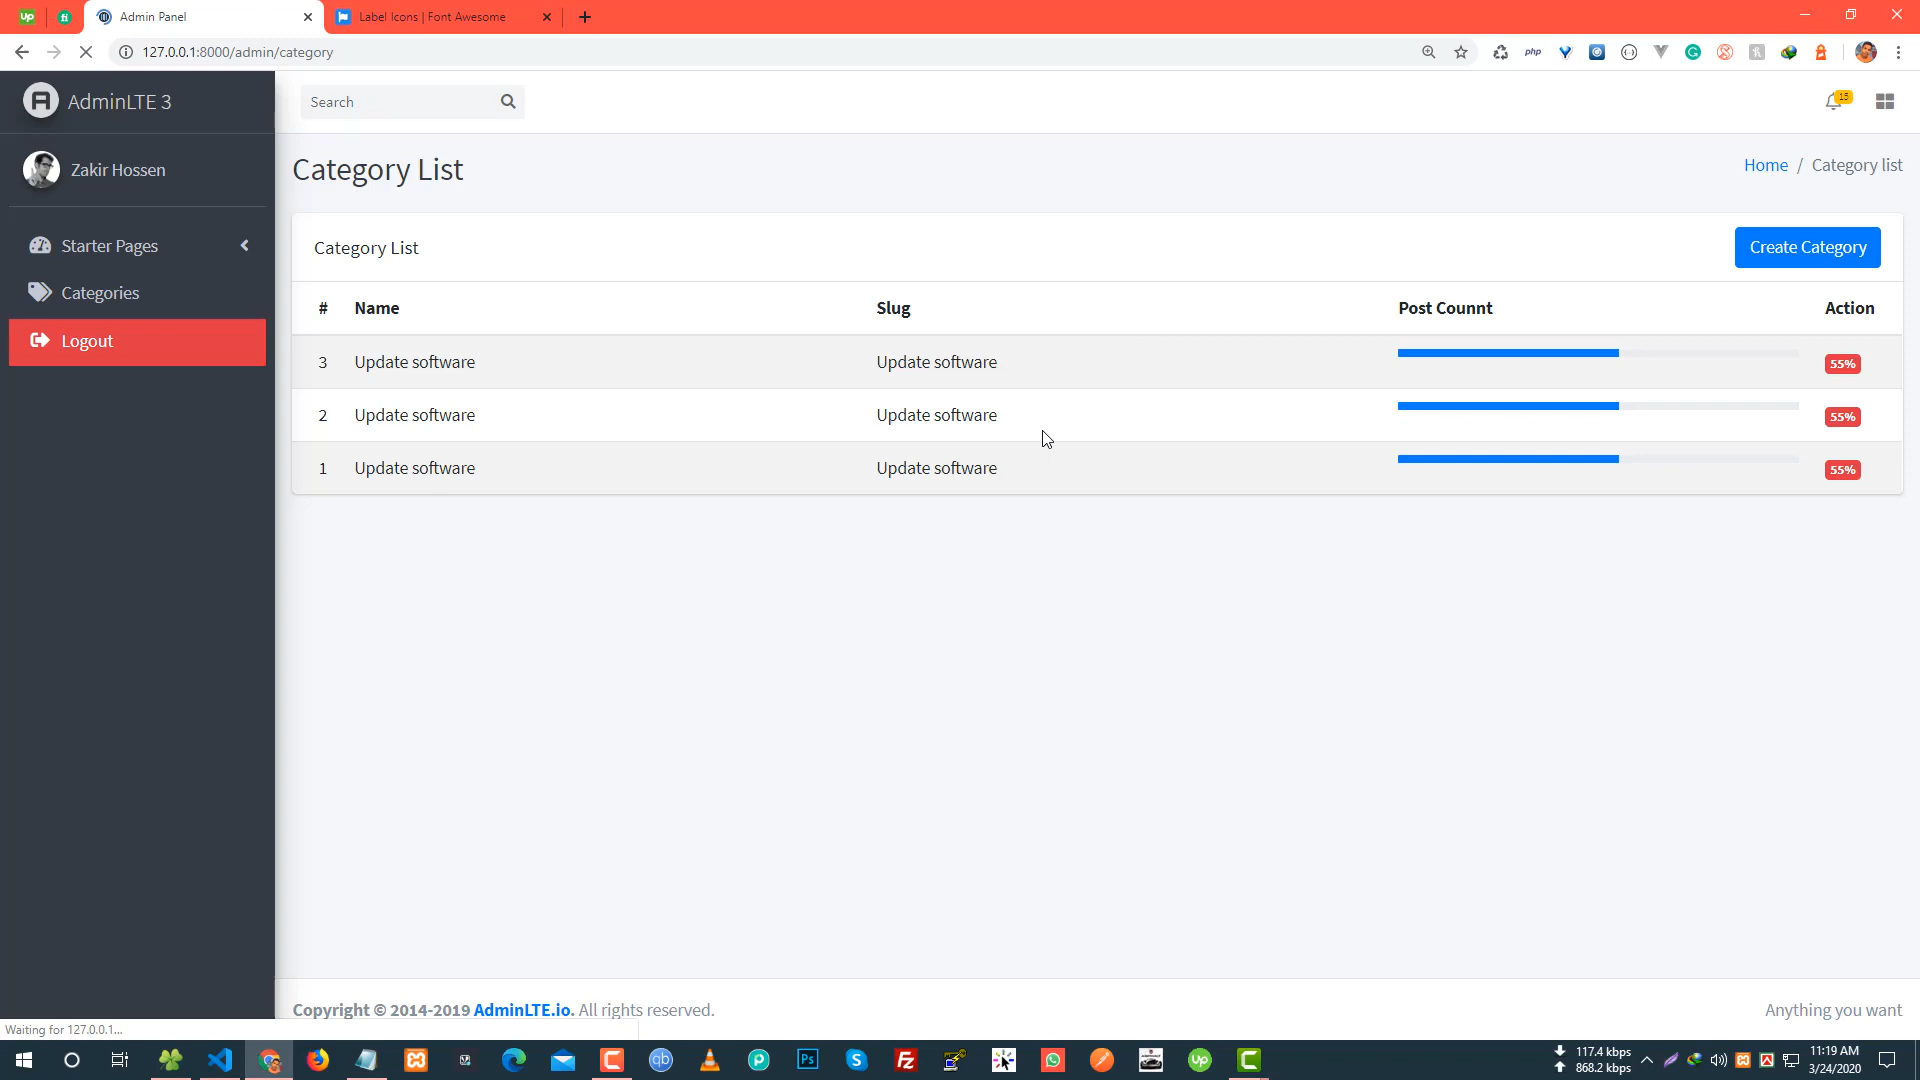 Admin Panel
Label Icons | Font Awesome
127.0.0.1:8000/admin/category
php
AdminLTE 3
Search
15
Zakir Hossen
Category List
Home / Category list
Starter Pages
Categories
Logout
Category List
Create Category
# Name Slug Post Counnt Action
3 Update software Update software 55%
2 Update software Update software 55%
1 Update software Update software 55%
Copyright © 2014-2019 AdminLTE.io. All rights reserved.
Anything you want
Waiting for 127.0.0.1...
117.4 kbps
868.2 kbps
11:19 AM
3/24/2020